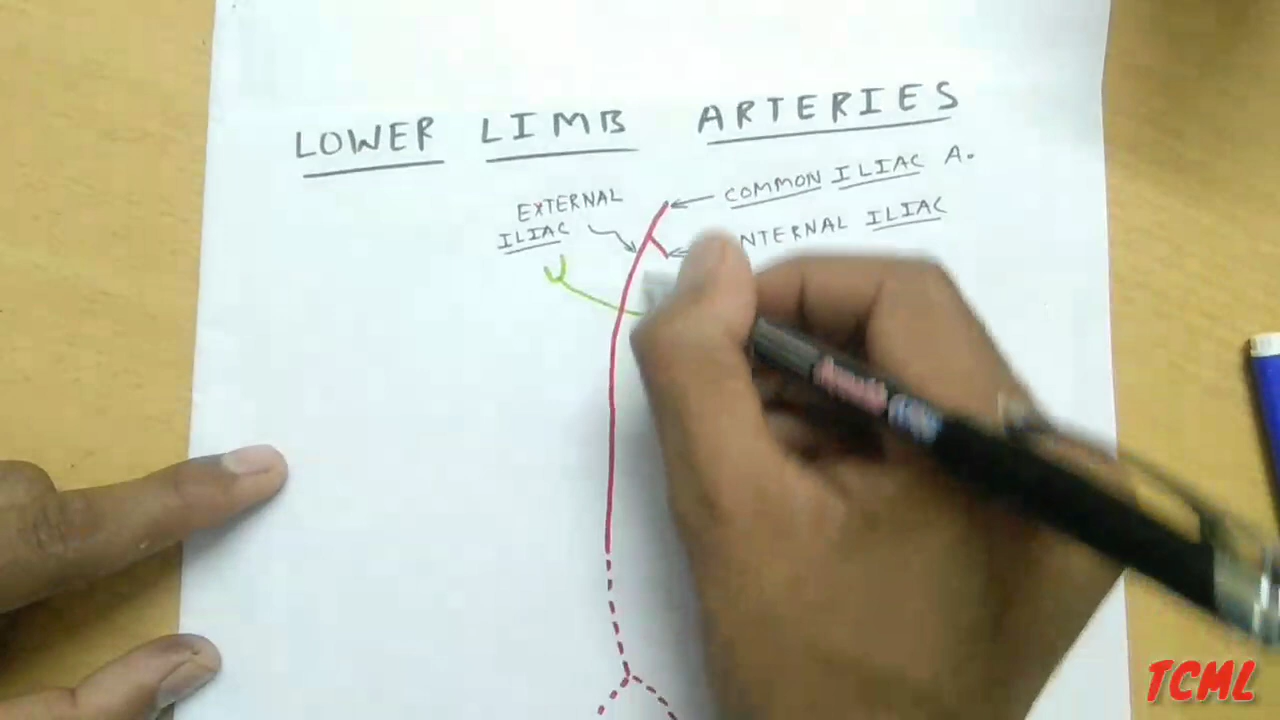 LOWER LIMB ARTERIES
COMMON ILIAC A.
EXTERNAL
ILIAC
NTERNAL ILIAC
TCML